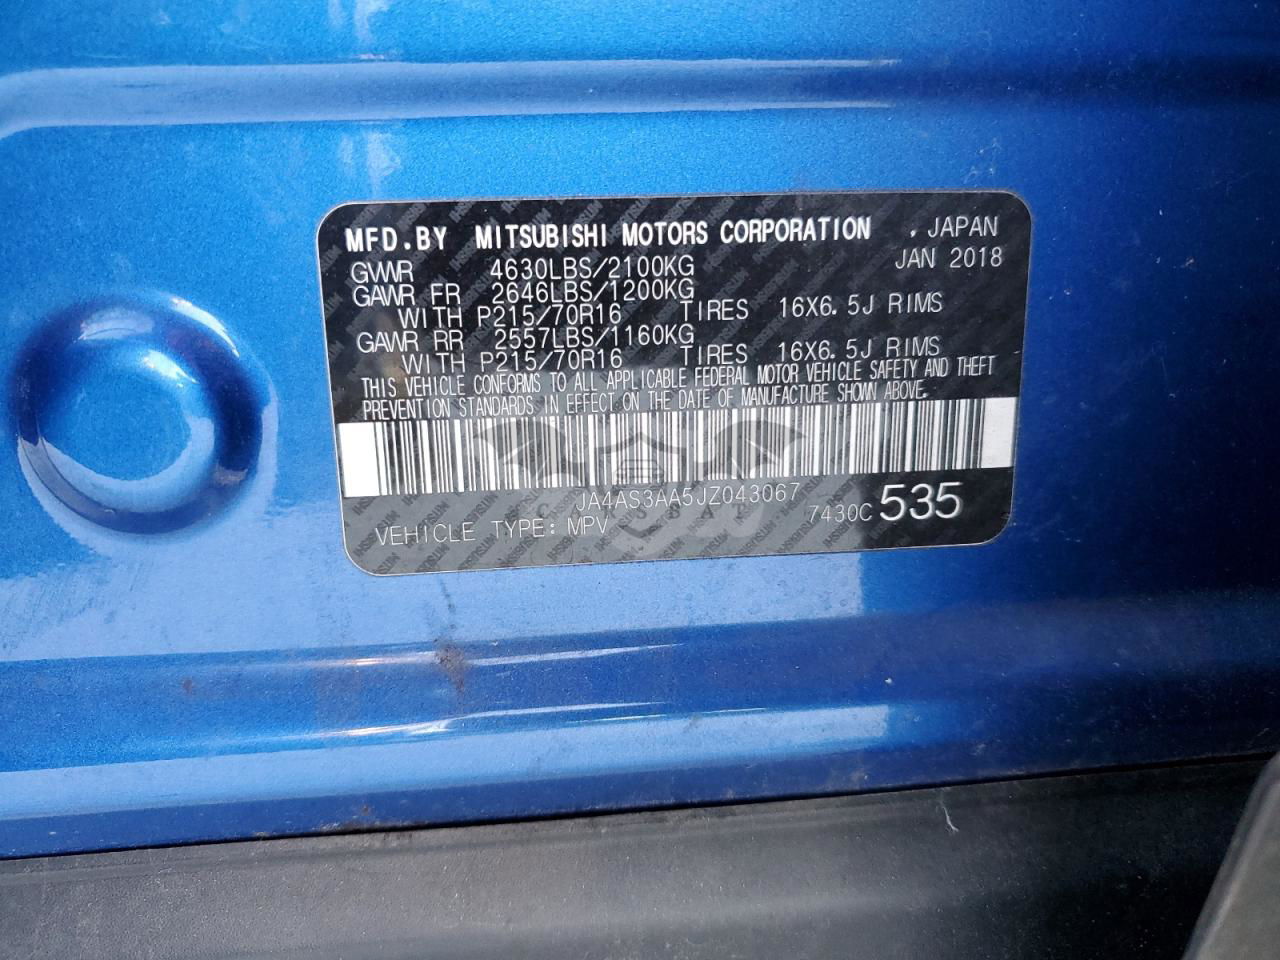 MFD.BY MITSUBISHI MOTORS CORPORATION , JAPAN
GVWR 4630LBS/2100KG JAN 2018
GAWR FR 2646LBS/1200KG
WITH P215/70R16 TIRES 16X6.5J RIMS
GAWR RR 2557LBS/1160KG
WITH P215/70R16 TIRES 16X6.5J RIMS
THIS VEHICLE CONFORMS TO ALL APPLICABLE FEDERAL MOTOR VEHICLE SAFETY AND THEFT
PREVENTION STANDARDS IN EFFECT ON THE DATE OF MANUFACTURE SHOWN ABOVE.
JA4AS3AA5JZ043067
VEHICLE TYPE: MPV 7430C 535